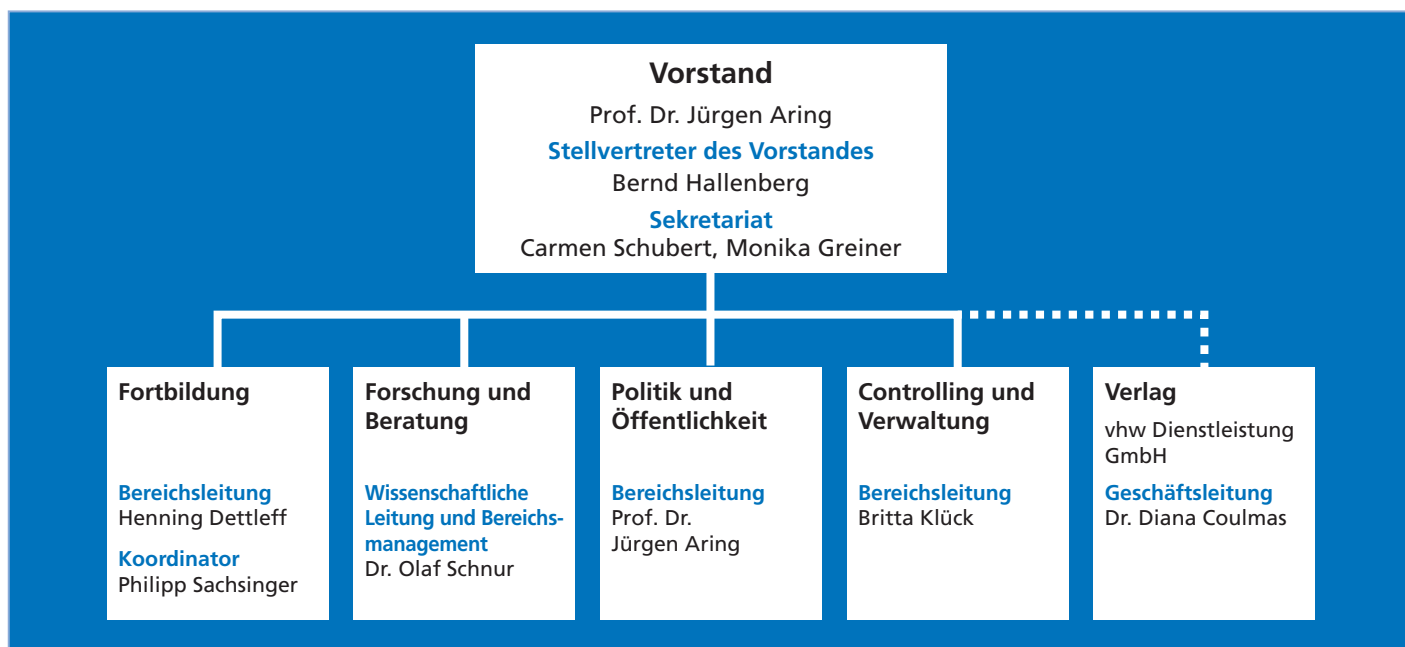 Vorstand
Prof. Dr. Jürgen Aring
Stellvertreter des Vorstandes
Bernd Hallenberg
Sekretariat
Carmen Schubert, Monika Greiner
Fortbildung
Bereichsleitung
Henning Dettleff
Koordinator
Philipp Sachsinger
Forschung und
Beratung
Wissenschaftliche
Leitung und Bereichs-
management
Dr. Olaf Schnur
Politik und
Öffentlichkeit
Bereichsleitung
Prof. Dr.
Jürgen Aring
Controlling und
Verwaltung
Bereichsleitung
Britta Klück
Verlag
vhw Dienstleistung
GmbH
Geschäftsleitung
Dr. Diana Coulmas